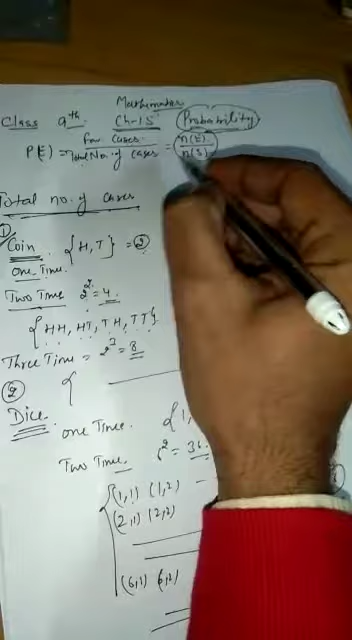 Mathematics
Class 9th. Ch-15 Probability
P(E) = Fav Cases / Total No. of cases = n(E) / n(S)
Total no. of cases
① Coin {H, T} = ②
One Time.
Two Time 2² = 4
{HH, HT, TH, TT}
Three Time = 2³ = 8
② {
Dice.
One Time. {1,
Two Time. 6² = 36
{(1,1) (1,2) –
(2,1) (2,2)
(6,1) (6,2)